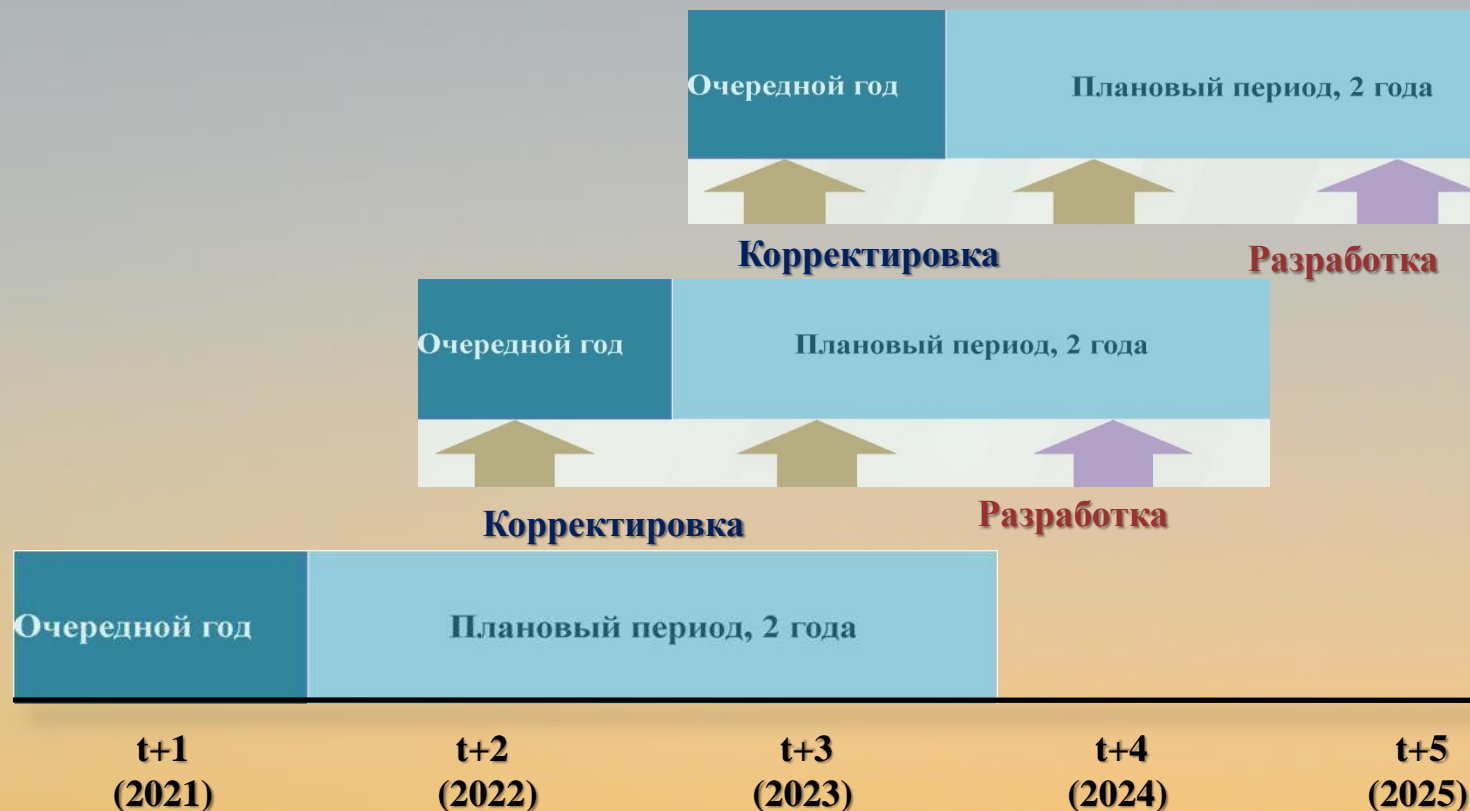 Очередной год
Плановый период, 2 года
Корректировка
Разработка
Очередной год
Плановый период, 2 года
Корректировка
Разработка
Очередной год
Плановый период, 2 года
t+1
(2021)
t+2
(2022)
t+3
(2023)
t+4
(2024)
t+5
(2025)